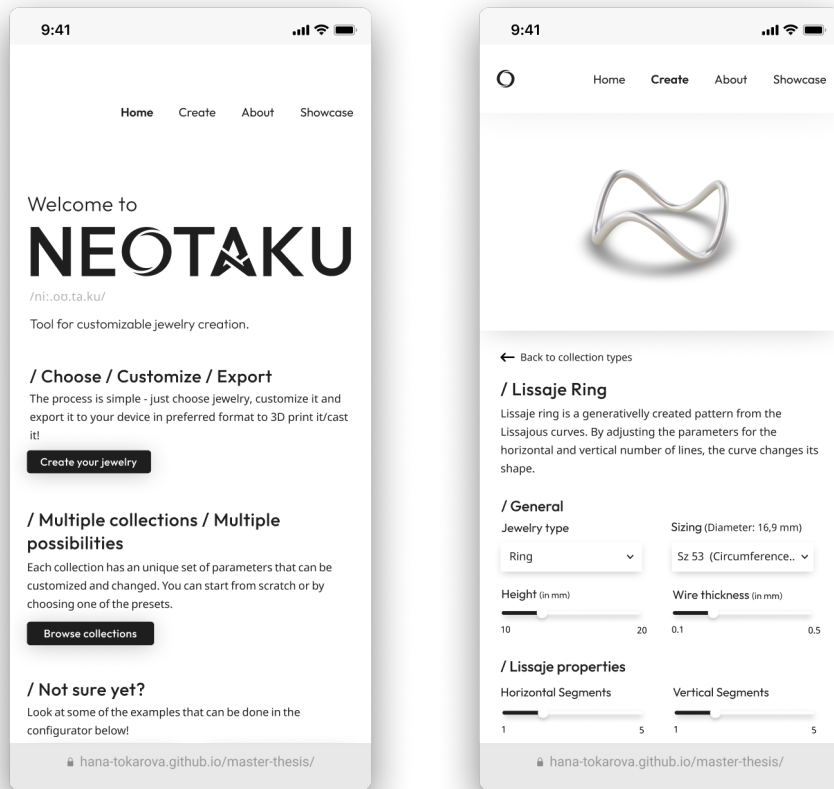 9:41
Home Create About Showcase
Welcome to
NEOTAKU
/niː.oʊ.ta.ku/
Tool for customizable jewelry creation.
/ Choose / Customize / Export
The process is simple - just choose jewelry, customize it and
export it to your device in preferred format to 3D print it/cast
it!
Create your jewelry
/ Multiple collections / Multiple
possibilities
Each collection has an unique set of parameters that can be
customized and changed. You can start from scratch or by
choosing one of the presets.
Browse collections
/ Not sure yet?
Look at some of the examples that can be done in the
configurator below!
hana-tokarova.github.io/master-thesis/
9:41
Home Create About Showcase
Back to collection types
/ Lissaje Ring
Lissaje ring is a generativelly created pattern from the
Lissajous curves. By adjusting the parameters for the
horizontal and vertical number of lines, the curve changes its
shape.
/ General
Jewelry type Sizing (Diameter: 16,9 mm)
Ring Sz 53 (Circumference..
Height (in mm) Wire thickness (in mm)
10 20 0.1 0.5
/ Lissaje properties
Horizontal Segments Vertical Segments
1 5 1 5
hana-tokarova.github.io/master-thesis/